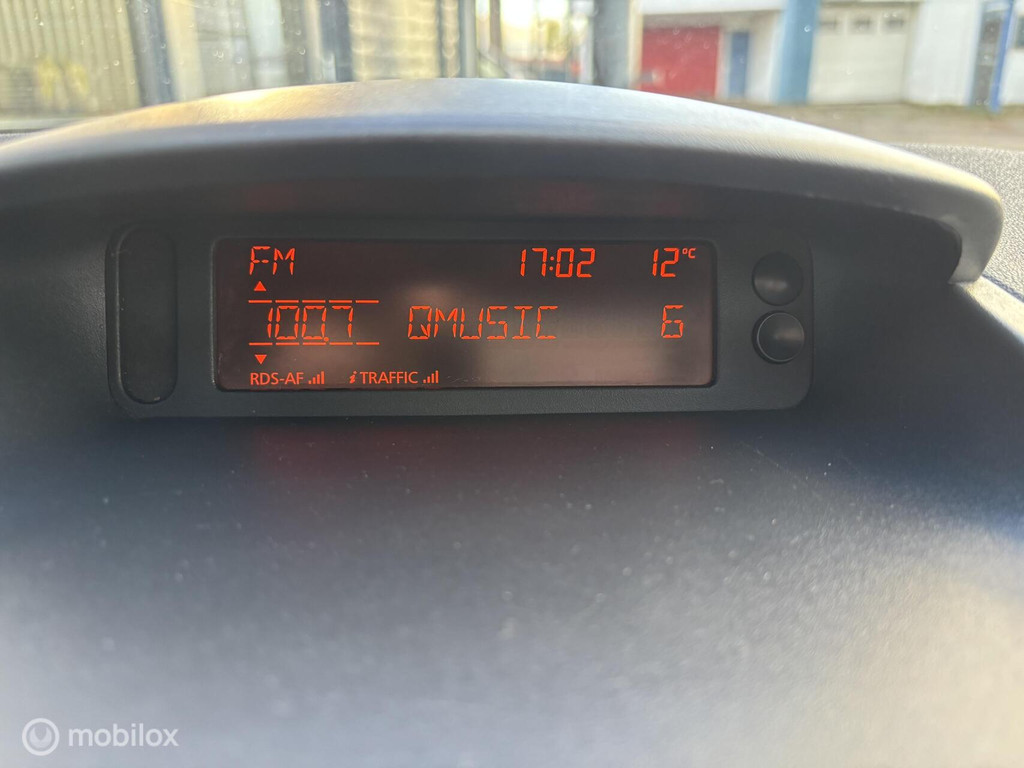 FM 17:02 12°C
100.7 QMUSIC 6
RDS-AF i TRAFFIC
mobilox